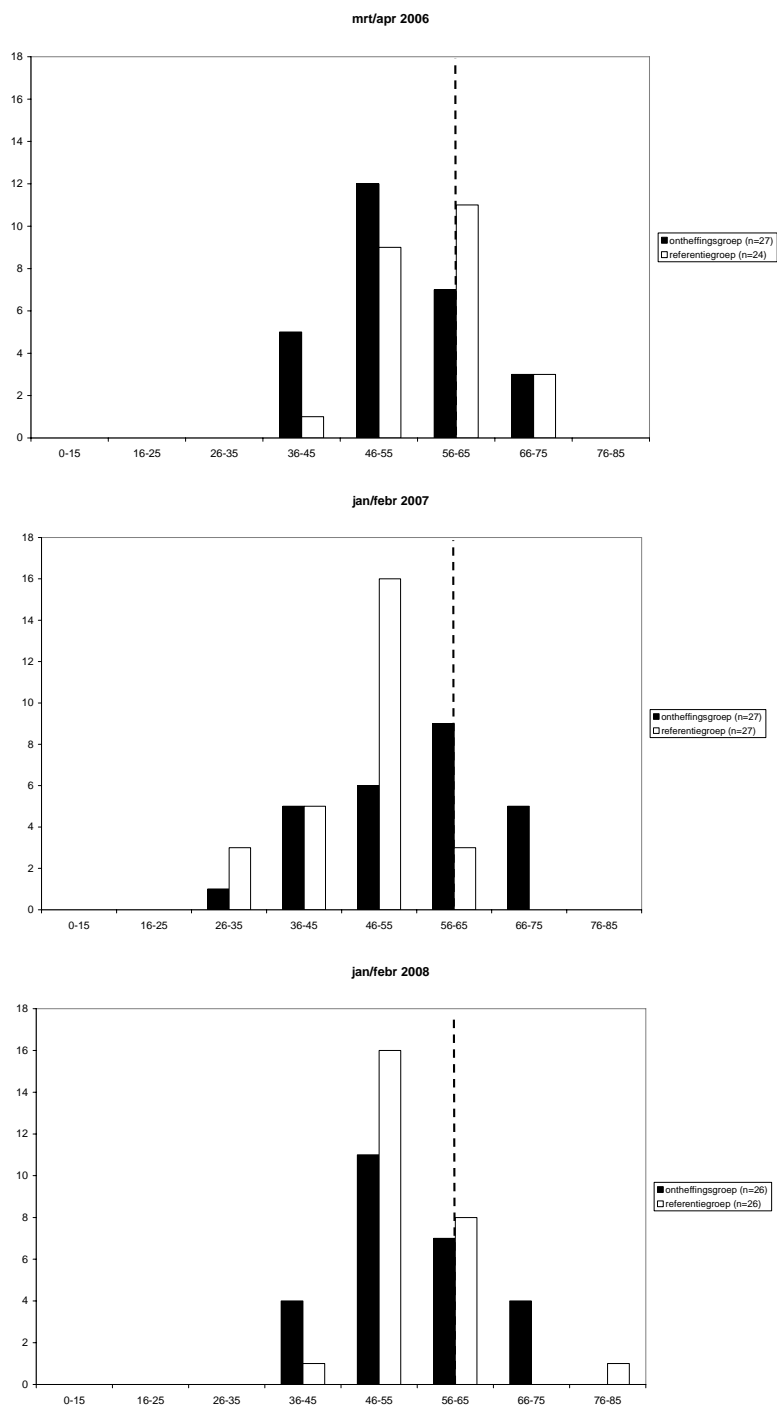 mrt/apr 2006
18
16
14
12
10
8
6
4
2
0
0-15 16-25 26-35 36-45 46-55 56-65 66-75 76-85
ontheffingsgroep (n=27)
referentiegroep (n=24)
jan/febr 2007
18
16
14
12
10
8
6
4
2
0
0-15 16-25 26-35 36-45 46-55 56-65 66-75 76-85
ontheffingsgroep (n=27)
referentiegroep (n=27)
jan/febr 2008
18
16
14
12
10
8
6
4
2
0
0-15 16-25 26-35 36-45 46-55 56-65 66-75 76-85
ontheffingsgroep (n=26)
referentiegroep (n=26)